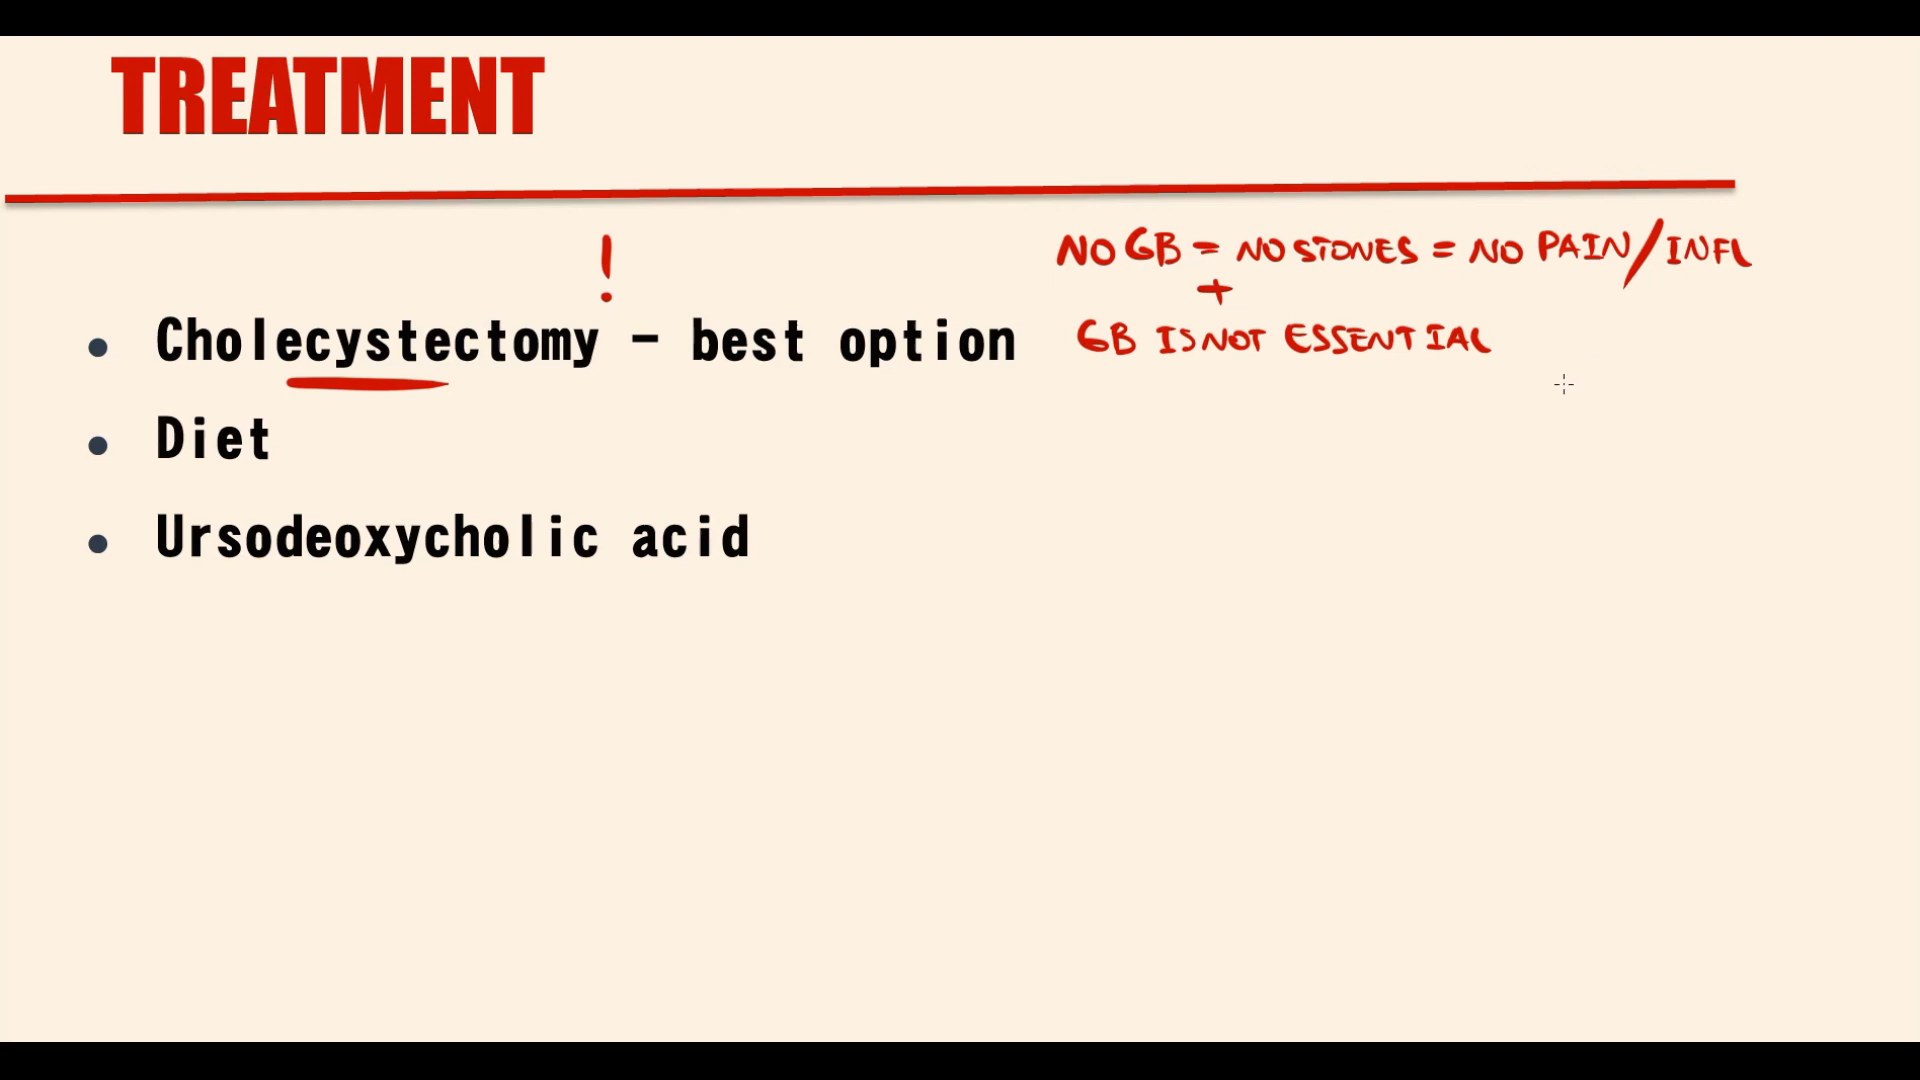 TREATMENT
!
NO GB = NO STONES = NO PAIN/INFL
+
• Cholecystectomy – best option GB IS NOT ESSENTIAL
• Diet
• Ursodeoxycholic acid